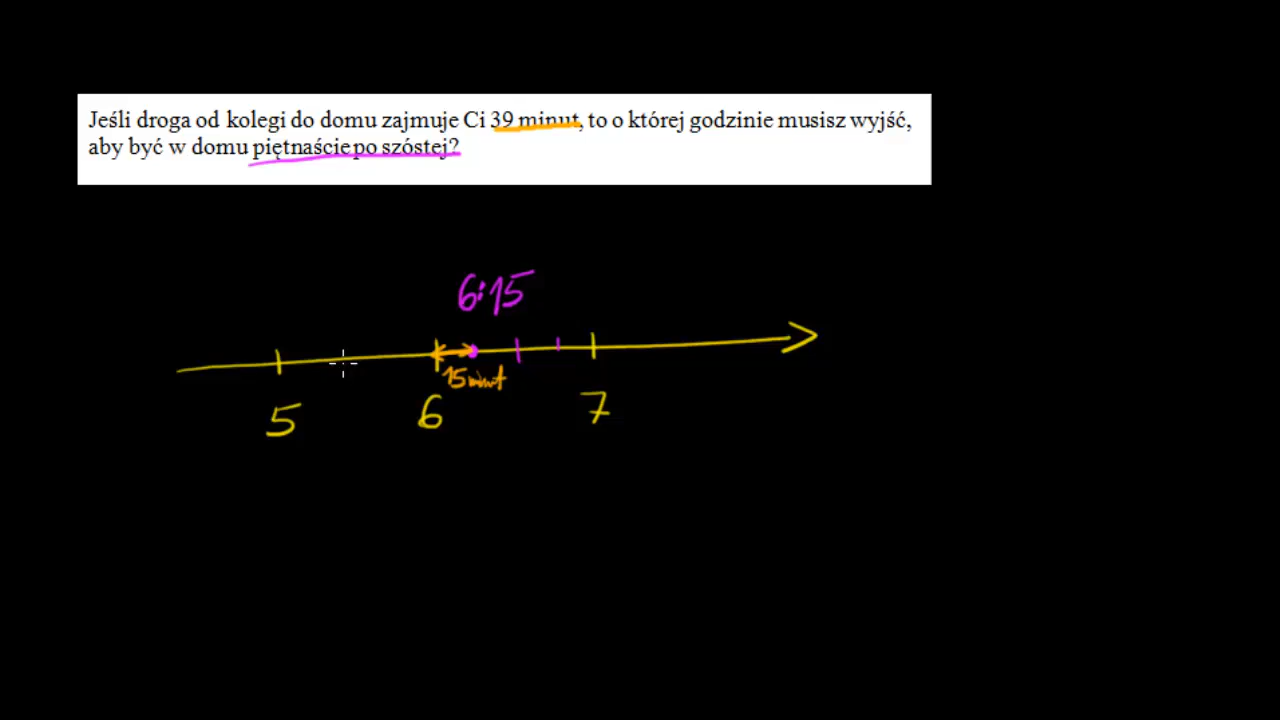 Jeśli droga od kolegi do domu zajmuje Ci 39 minut, to o której godzinie musisz wyjść,
aby być w domu piętnaście po szóstej?
6:15
15 minut
5 6 7